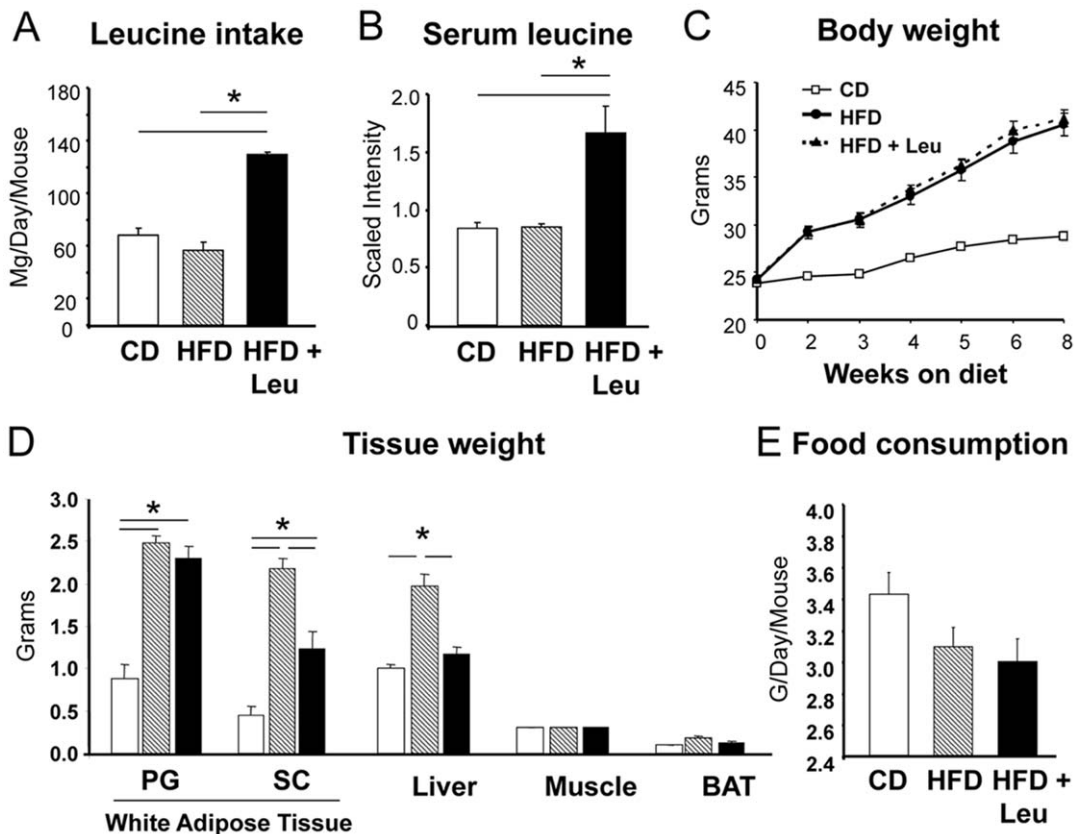 A Leucine intake
Mg/Day/Mouse
180
140
100
60
20
0
*
CD HFD HFD +
Leu
B Serum leucine
Scaled Intensity
2.0
1.5
1.0
0.5
0
*
CD HFD HFD +
Leu
C Body weight
Grams
45
40
35
30
25
20
CD
HFD
HFD + Leu
0 2 3 4 5 6 8
Weeks on diet
D Tissue weight
Grams
3.0
2.5
2.0
1.5
1.0
0.5
0.0
* * *
PG SC Liver Muscle BAT
White Adipose Tissue
E Food consumption
G/Day/Mouse
4.0
3.6
3.2
3.0
2.8
2.6
2.4
CD HFD HFD +
Leu